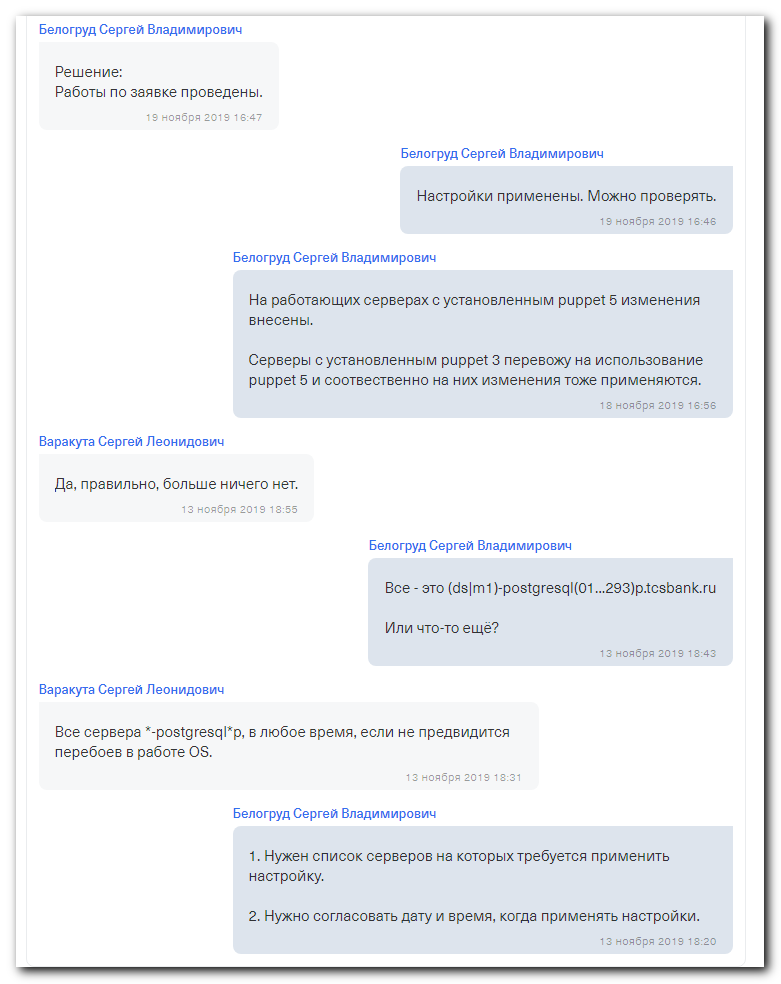 Белогруд Сергей Владимирович
Решение:
Работы по заявке проведены.
19 ноября 2019 16:47
Белогруд Сергей Владимирович
Настройки применены. Можно проверять.
19 ноября 2019 16:46
Белогруд Сергей Владимирович
На работающих серверах с установленным puppet 5 изменения
внесены.
Серверы с установленным puppet 3 перевожу на использование
puppet 5 и соотвественно на них изменения тоже применяются.
18 ноября 2019 16:56
Варакута Сергей Леонидович
Да, правильно, больше ничего нет.
13 ноября 2019 18:55
Белогруд Сергей Владимирович
Все - это (ds|m1)-postgresql(01...293)p.tcsbank.ru
Или что-то ещё?
13 ноября 2019 18:43
Варакута Сергей Леонидович
Все сервера *-postgresql*p, в любое время, если не предвидится
перебоев в работе OS.
13 ноября 2019 18:31
Белогруд Сергей Владимирович
1. Нужен список серверов на которых требуется применить
настройку.
2. Нужно согласовать дату и время, когда применять настройки.
13 ноября 2019 18:20